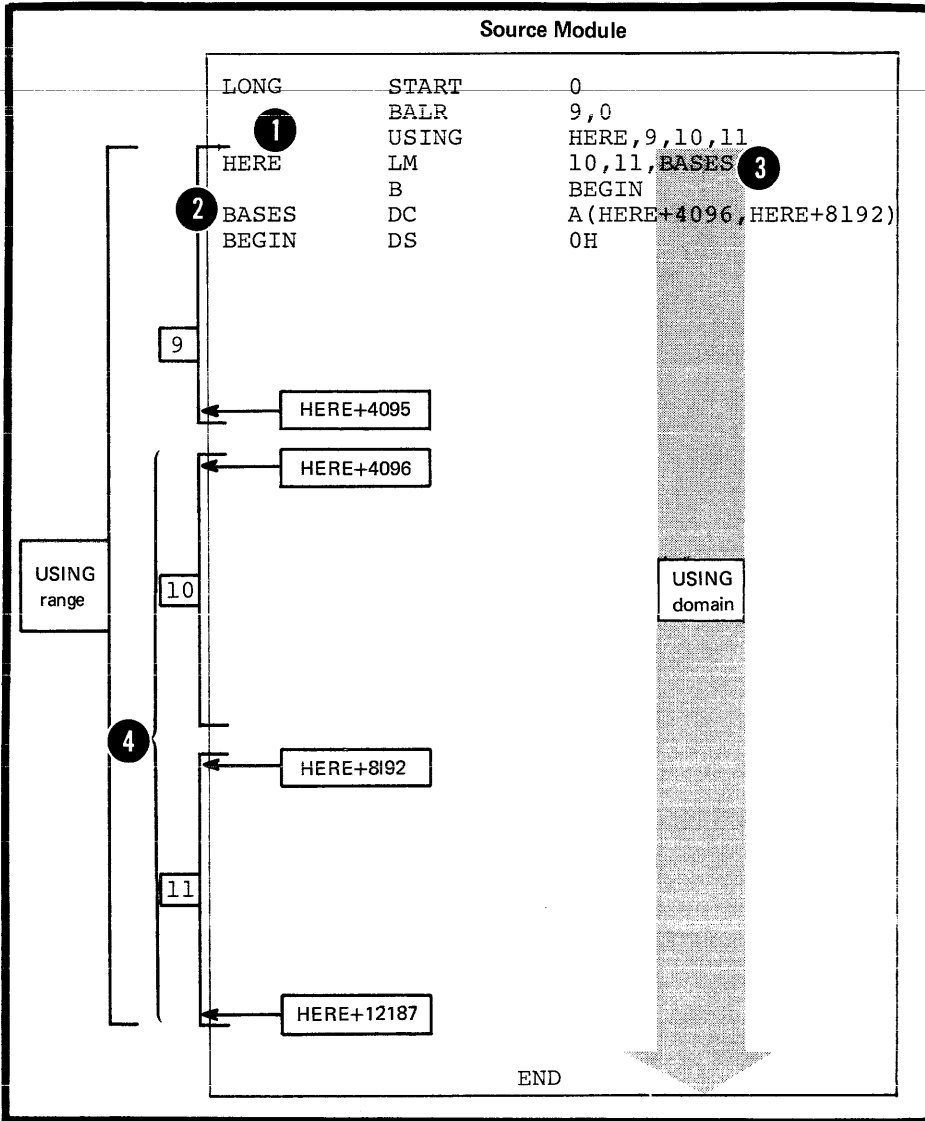 Source Module
LONG START 0
BALR 9,0
1 USING HERE,9,10,11
HERE LM 10,11,BASES 3
B BEGIN
2 BASES DC A(HERE+4096,HERE+8192)
BEGIN DS 0H
9
HERE+4095
HERE+4096
USING
range
10
USING
domain
4
HERE+8192
11
HERE+12187
END